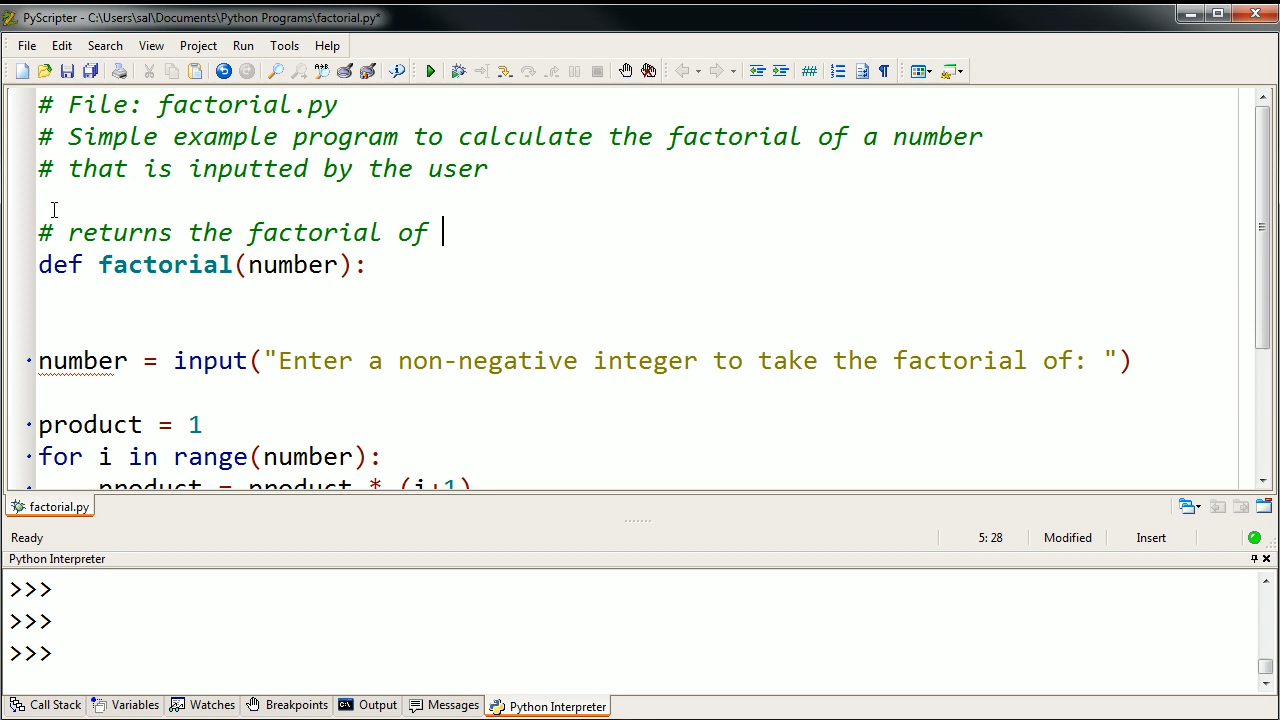 PyScripter - C:\Users\sal\Documents\Python Programs\factorial.py*
File Edit Search View Project Run Tools Help
# File: factorial.py
# Simple example program to calculate the factorial of a number
# that is inputted by the user
# returns the factorial of
def factorial(number):
number = input("Enter a non-negative integer to take the factorial of: ")
product = 1
for i in range(number):
product = product * (i+1)
factorial.py
Ready 5: 28 Modified Insert
Python Interpreter
>>>
>>>
>>>
Call Stack Variables Watches Breakpoints Output Messages Python Interpreter